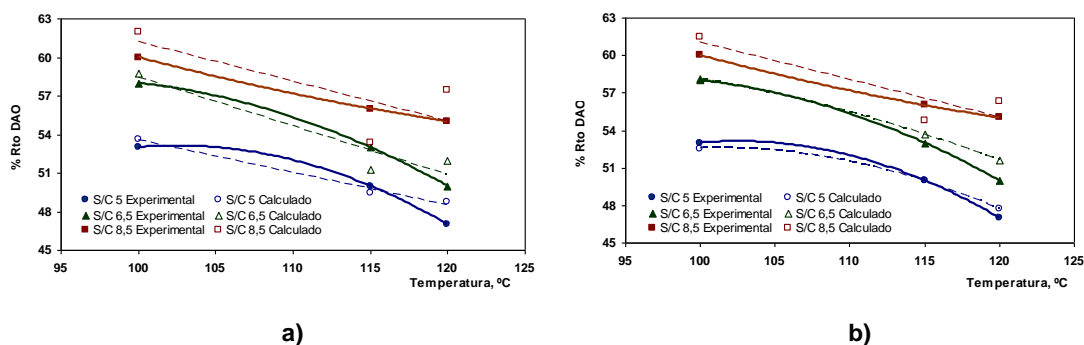 63
60
57
54
51
48
45
% Rto DAO
S/C 5 Experimental
S/C 5 Calculado
S/C 6,5 Experimental
S/C 6,5 Calculado
S/C 8,5 Experimental
S/C 8,5 Calculado
95
100
105
110
115
120
125
Temperatura, ºC
a)
63
60
57
54
51
48
45
% Rto DAO
S/C 5 Experimental
S/C 5 Calculado
S/C 6,5 Experimental
S/C 6,5 Calculado
S/C 8,5 Experimental
S/C 8,5 Calculado
95
100
105
110
115
120
125
Temperatura, ºC
b)